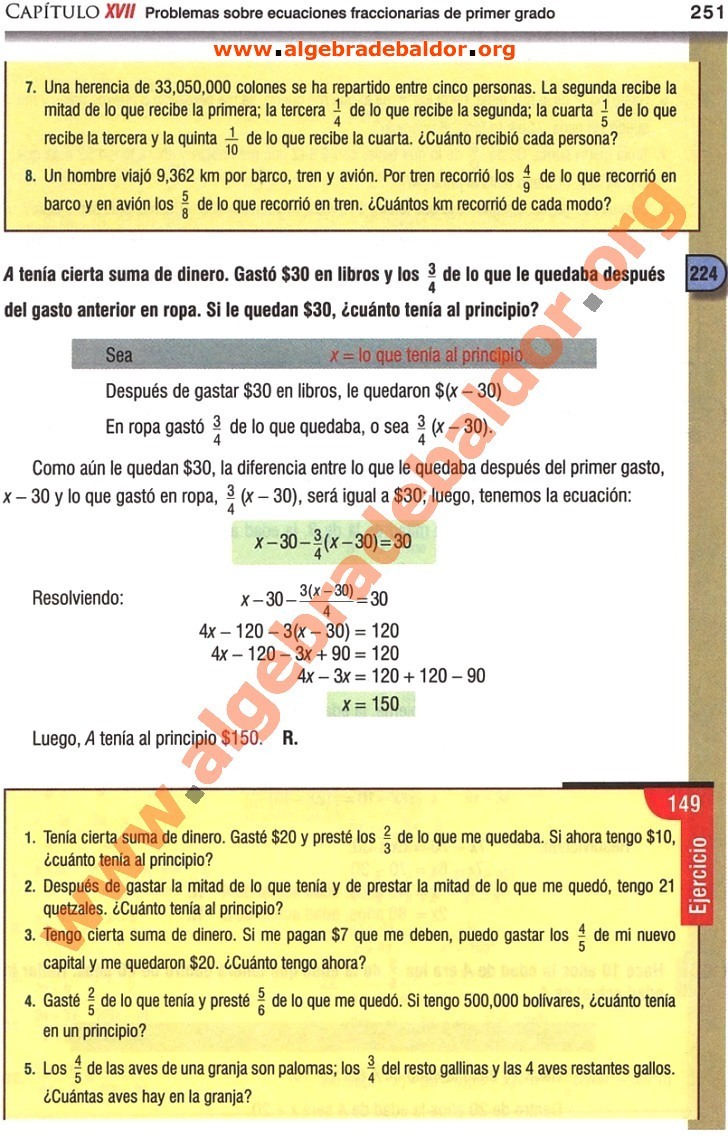 CAPÍTULO XVII Problemas sobre ecuaciones fraccionarias de primer grado 251
www.algebradebaldor.org
7. Una herencia de 33,050,000 colones se ha repartido entre cinco personas. La segunda recibe la
mitad de lo que recibe la primera; la tercera 1/4 de lo que recibe la segunda; la cuarta 1/5 de lo que
recibe la tercera y la quinta 1/10 de lo que recibe la cuarta. ¿Cuánto recibió cada persona?
8. Un hombre viajó 9,362 km por barco, tren y avión. Por tren recorrió los 4/9 de lo que recorrió en
barco y en avión los 5/8 de lo que recorrió en tren. ¿Cuántos km recorrió de cada modo?
A tenía cierta suma de dinero. Gastó $30 en libros y los 3/4 de lo que le quedaba después 224
del gasto anterior en ropa. Si le quedan $30, ¿cuánto tenía al principio?
Sea x = lo que tenía al principio
Después de gastar $30 en libros, le quedaron $(x – 30)
En ropa gastó 3/4 de lo que quedaba, o sea 3/4 (x – 30).
Como aún le quedan $30, la diferencia entre lo que le quedaba después del primer gasto,
x – 30 y lo que gastó en ropa, 3/4 (x – 30), será igual a $30; luego, tenemos la ecuación:
x – 30 – 3/4 (x – 30) = 30
Resolviendo: x – 30 – 3(x – 30)/4 = 30
4x – 120 – 3(x – 30) = 120
4x – 120 – 3x + 90 = 120
4x – 3x = 120 + 120 – 90
x = 150
Luego, A tenía al principio $150. R.
www.algebradebaldor.org
149
Ejercicio
1. Tenía cierta suma de dinero. Gasté $20 y presté los 2/3 de lo que me quedaba. Si ahora tengo $10,
¿cuánto tenía al principio?
2. Después de gastar la mitad de lo que tenía y de prestar la mitad de lo que me quedó, tengo 21
quetzales. ¿Cuánto tenía al principio?
3. Tengo cierta suma de dinero. Si me pagan $7 que me deben, puedo gastar los 4/5 de mi nuevo
capital y me quedaron $20. ¿Cuánto tengo ahora?
4. Gasté 2/5 de lo que tenía y presté 5/6 de lo que me quedó. Si tengo 500,000 bolívares, ¿cuánto tenía
en un principio?
5. Los 4/5 de las aves de una granja son palomas; los 3/4 del resto gallinas y las 4 aves restantes gallos.
¿Cuántas aves hay en la granja?